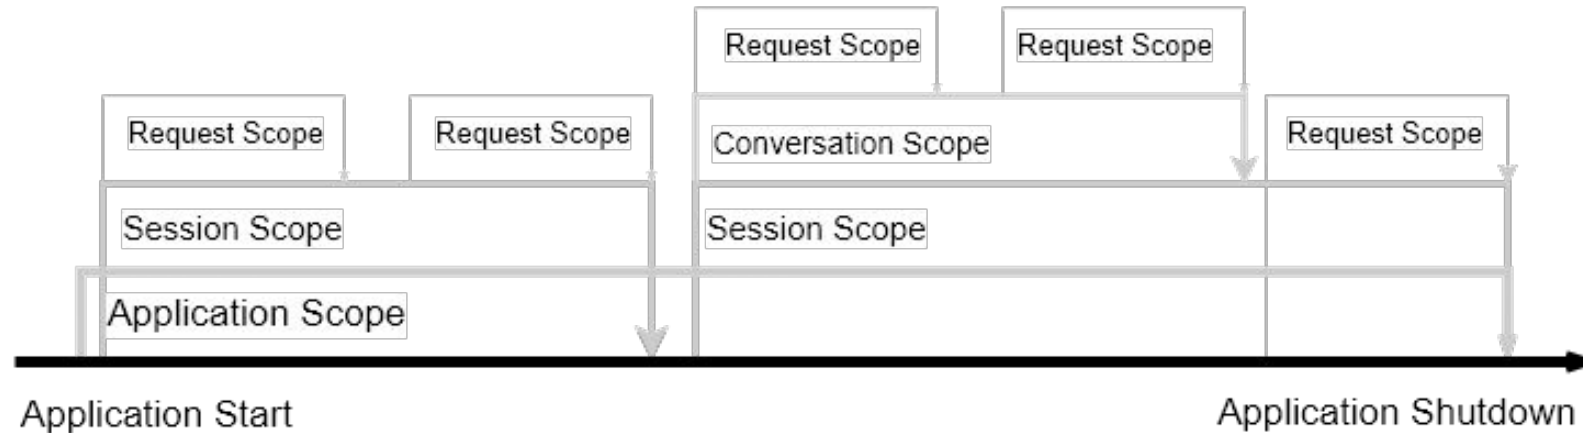 Request Scope
Request Scope
Request Scope
Request Scope
Conversation Scope
Request Scope
Session Scope
Session Scope
Application Scope
Application Start
Application Shutdown